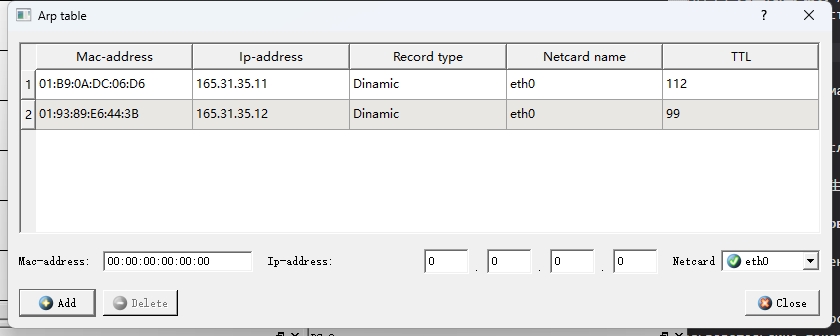 Arp table
?
Mac-address Ip-address Record type Netcard name TTL
1 01:B9:0A:DC:06:D6 165.31.35.11 Dinamic eth0 112
2 01:93:89:E6:44:3B 165.31.35.12 Dinamic eth0 99
Mac-address: 00:00:00:00:00:00 Ip-address: 0 . 0 . 0 . 0 Netcard eth0
Add Delete Close